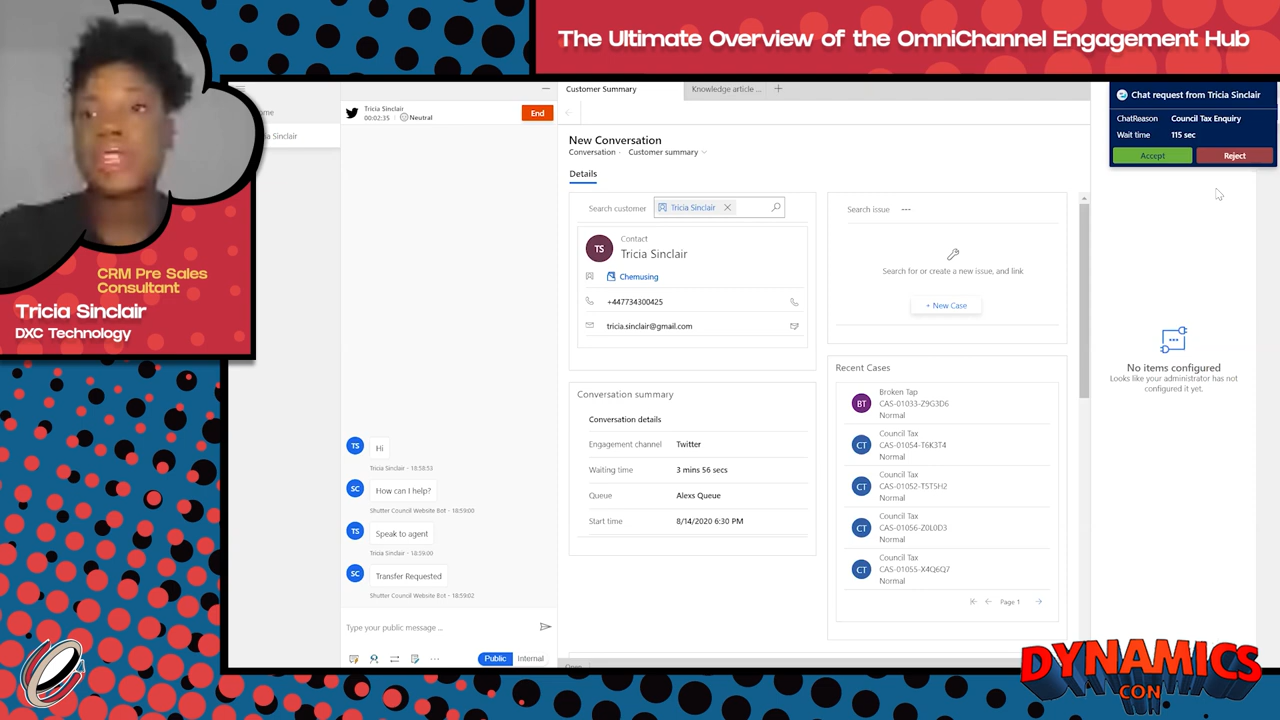 The Ultimate Overview of the OmniChannel Engagement Hub
CRM Pre Sales
Consultant
Tricia Sinclair
DXC Technology
Tricia Sinclair
00:02:35
Neutral
End
Customer Summary
Knowledge article ...
New Conversation
Conversation · Customer summary
Details
Search customer
Tricia Sinclair
TS
Contact
Tricia Sinclair
Chemusing
+447734300425
tricia.sinclair@gmail.com
Conversation summary
Conversation details
Engagement channel Twitter
Waiting time 3 mins 56 secs
Queue Alexs Queue
Start time 8/14/2020 6:30 PM
Search issue ---
Search for or create a new issue, and link
+ New Case
Recent Cases
BT
Broken Tap
CAS-01033-Z9G3D6
Normal
CT
Council Tax
CAS-01054-T6K3T4
Normal
CT
Council Tax
CAS-01052-T5T5H2
Normal
CT
Council Tax
CAS-01056-Z0L0D3
Normal
CT
Council Tax
CAS-01055-X4Q6Q7
Normal
Page 1
TS
Hi
Tricia Sinclair - 18:58:53
SC
How can I help?
Shutter Council Website Bot - 18:59:00
TS
Speak to agent
Tricia Sinclair - 18:59:00
SC
Transfer Requested
Shutter Council Website Bot - 18:59:02
Type your public message ...
Public
Internal
Chat request from Tricia Sinclair
ChatReason Council Tax Enquiry
Wait time 115 sec
Accept
Reject
No items configured
Looks like your administrator has not
configured it yet.
DYNAMICS
CON